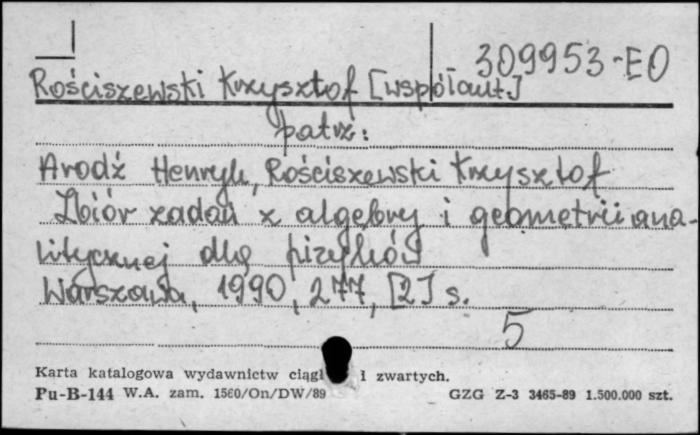 309953-EO
Rościszewski Krzysztof [współaut.]
patrz:
Arodź Henryk, Rościszewski Krzysztof
Zbiór zadań z algebry i geometrii ana-
litycznej dla fizyków
Warszawa, 1990, 277, [2] s.
5
Karta katalogowa wydawnictw ciągł i zwartych.
Pu-B-144 W.A. zam. 1560/On/DW/89 GZG Z-3 3465-89 1.500.000 szt.